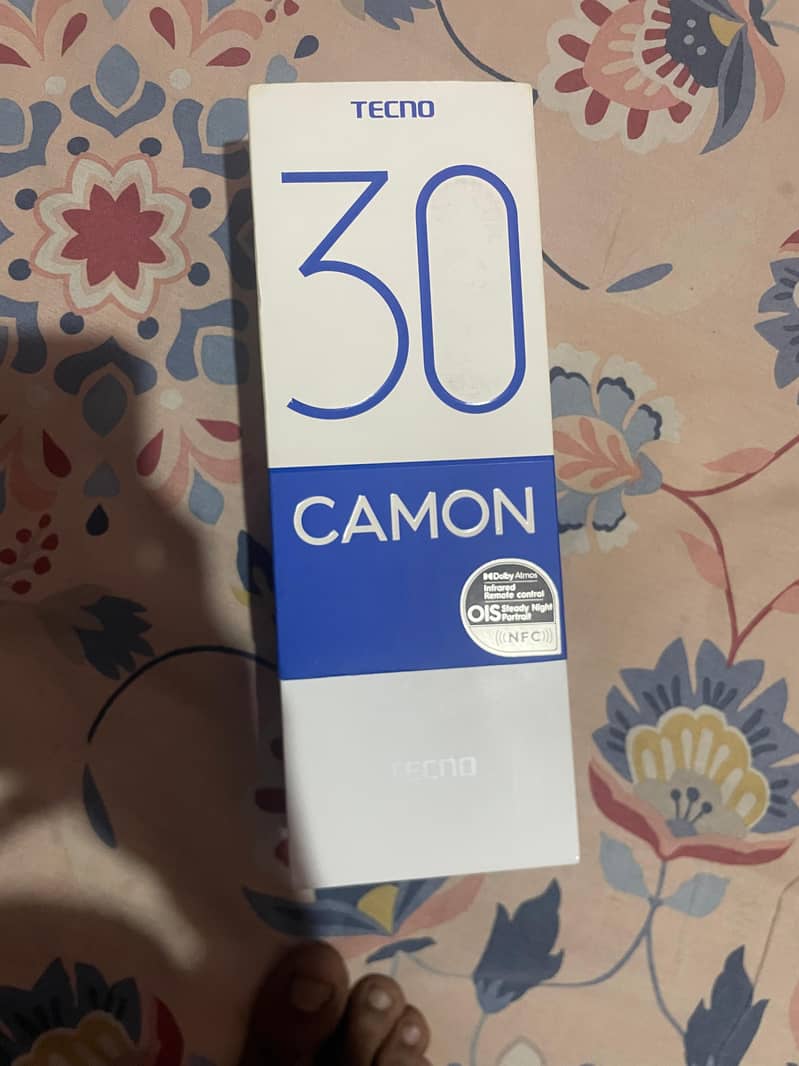 TECNO
30
CAMON
Dolby Atmos
Infrared
Remote control
OIS Steady Night
Portrait
NFC
TECNO